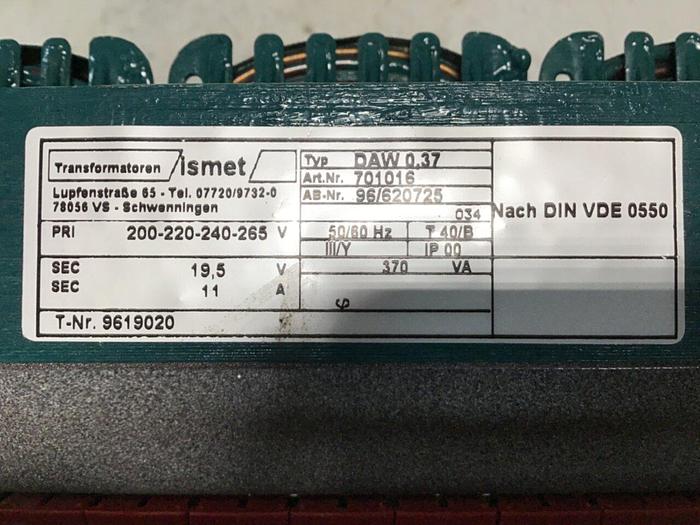 Transformatoren ismet
Lupfenstraße 65 - Tel. 07720/9732-0
78056 VS - Schwenningen
Typ DAW 0.37
Art.Nr. 701016
AB-Nr. 96/620725
034
Nach DIN VDE 0550
PRI 200-220-240-265 V
50/60 Hz T 40/B
III/Y IP 00
SEC 19,5 V
370 VA
SEC 11 A
φ
T-Nr. 9619020